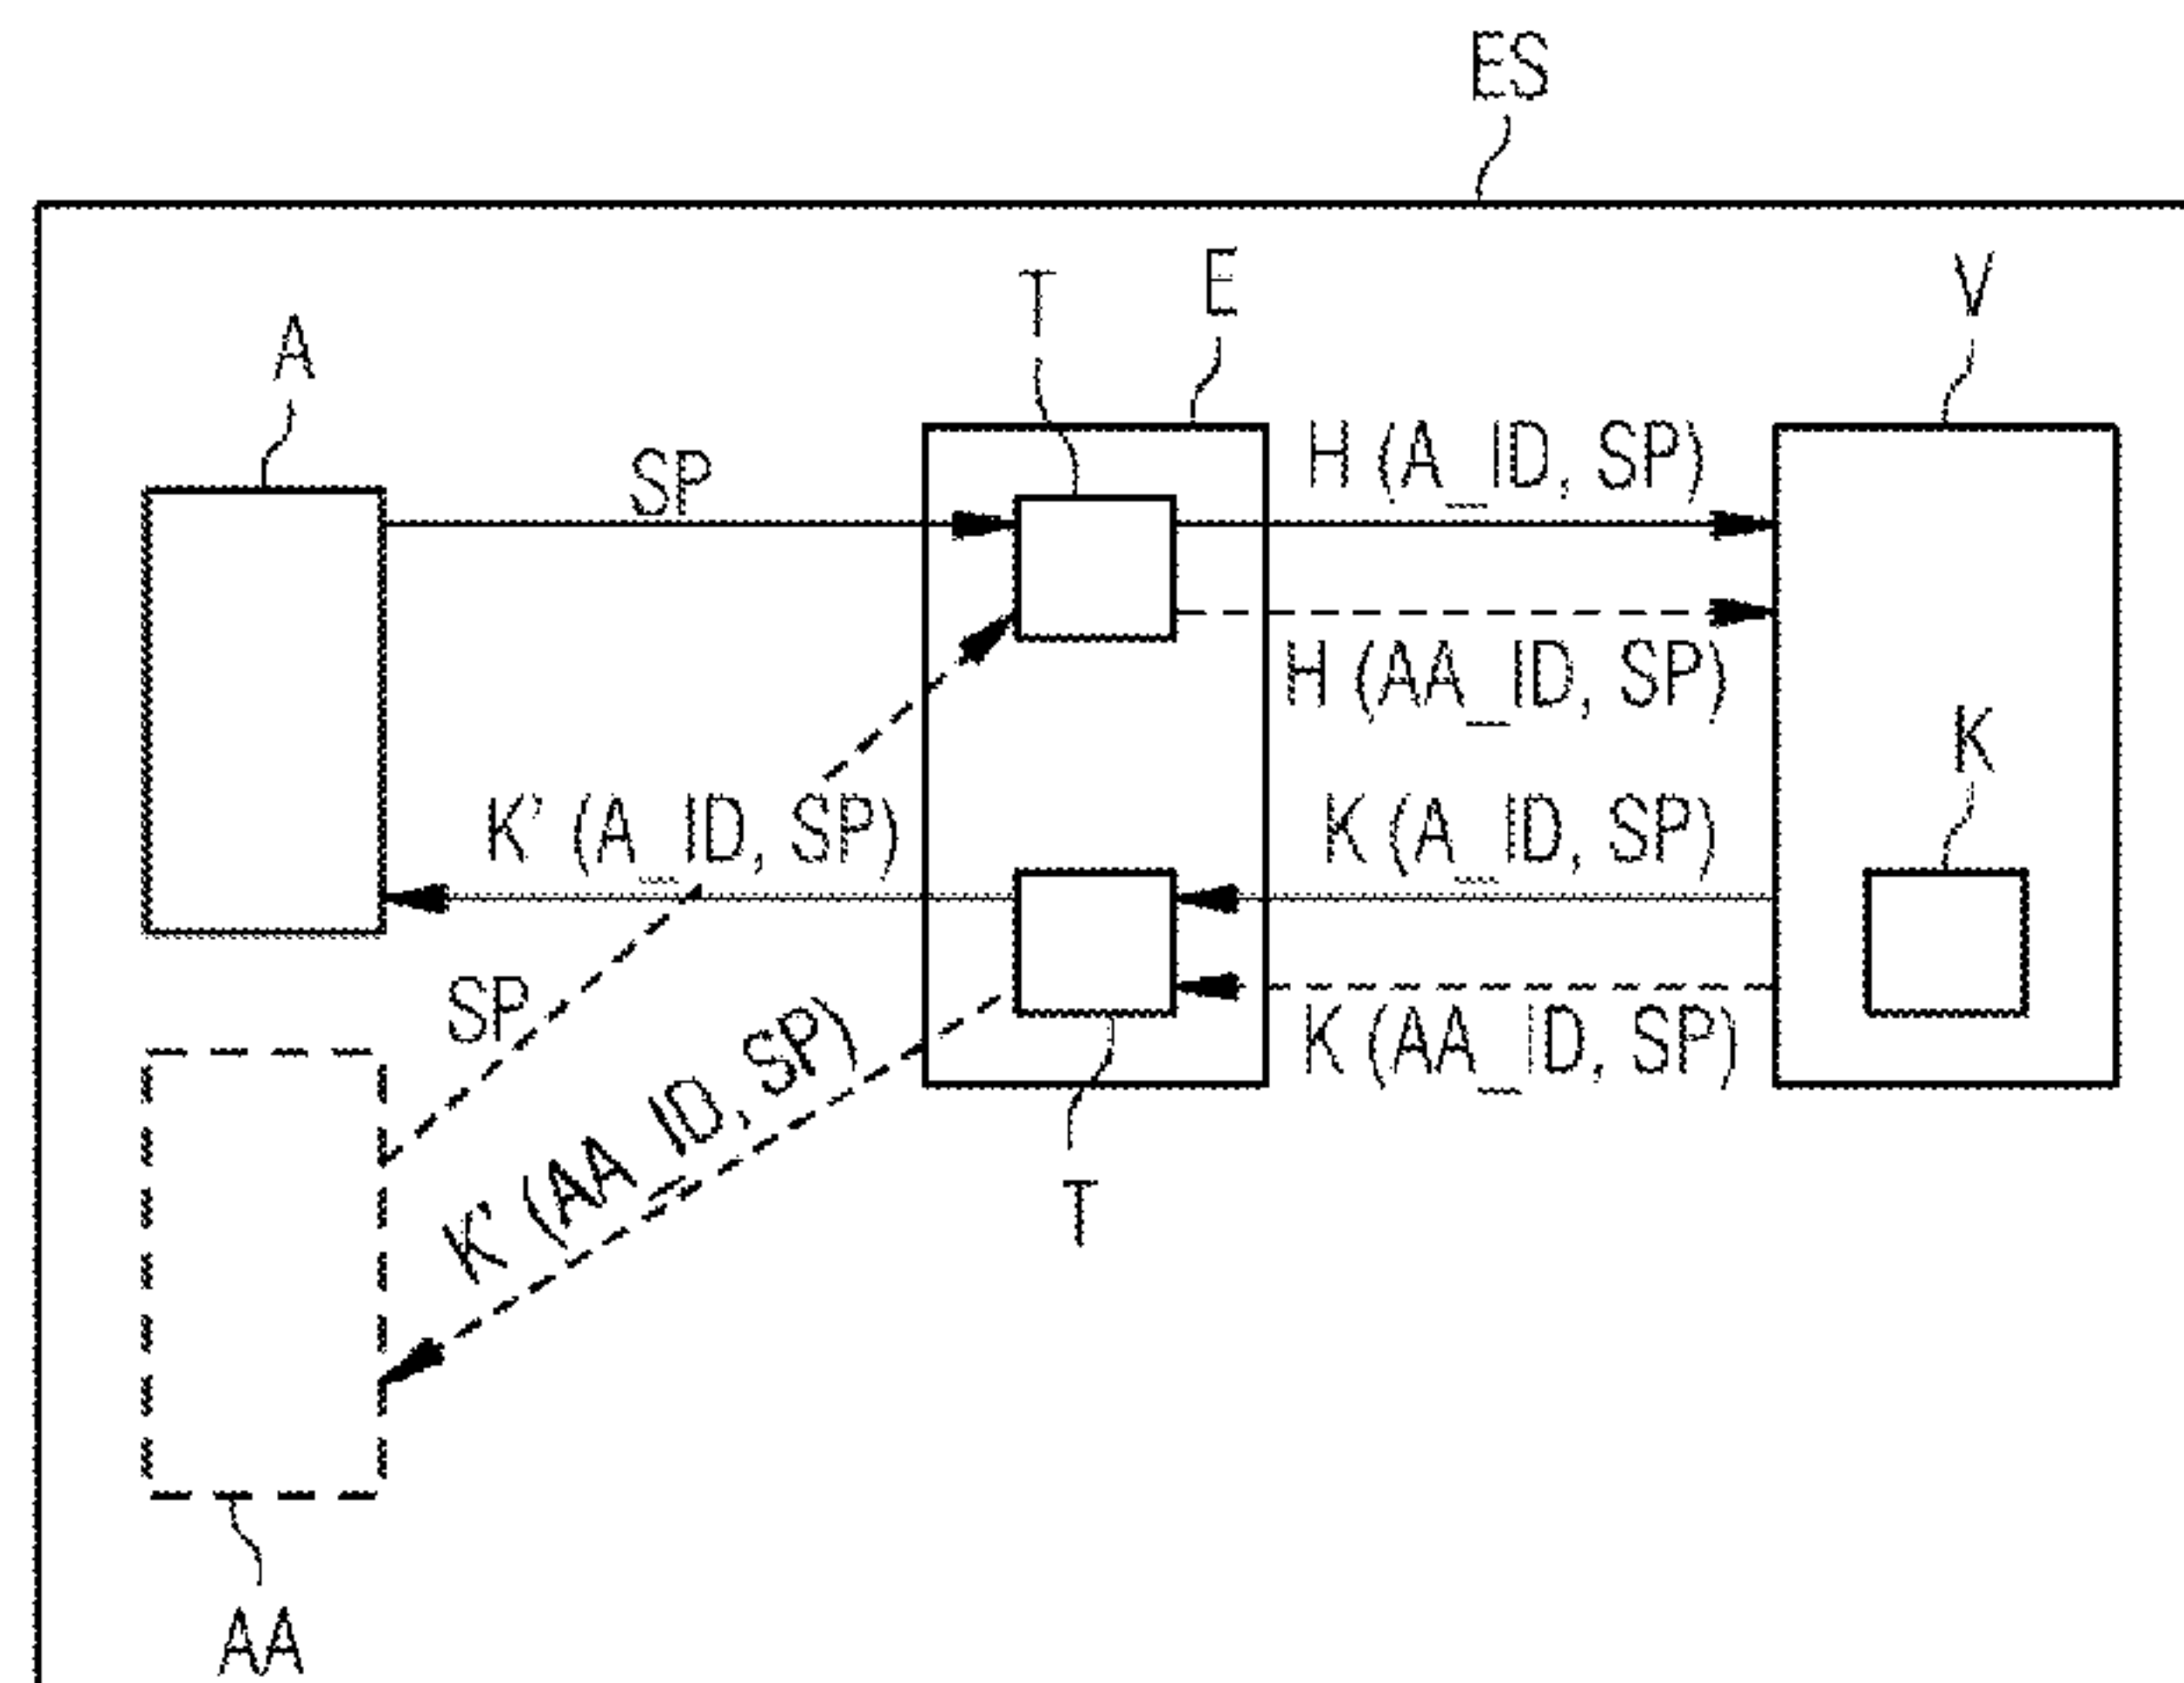 ES
E
V
T
A
SP
H (A_ID, SP)
H (AA_ID, SP)
K
K' (A_ID, SP)
K (A_ID, SP)
SP
K (AA_ID, SP)
K' (AA_ID, SP)
T
AA